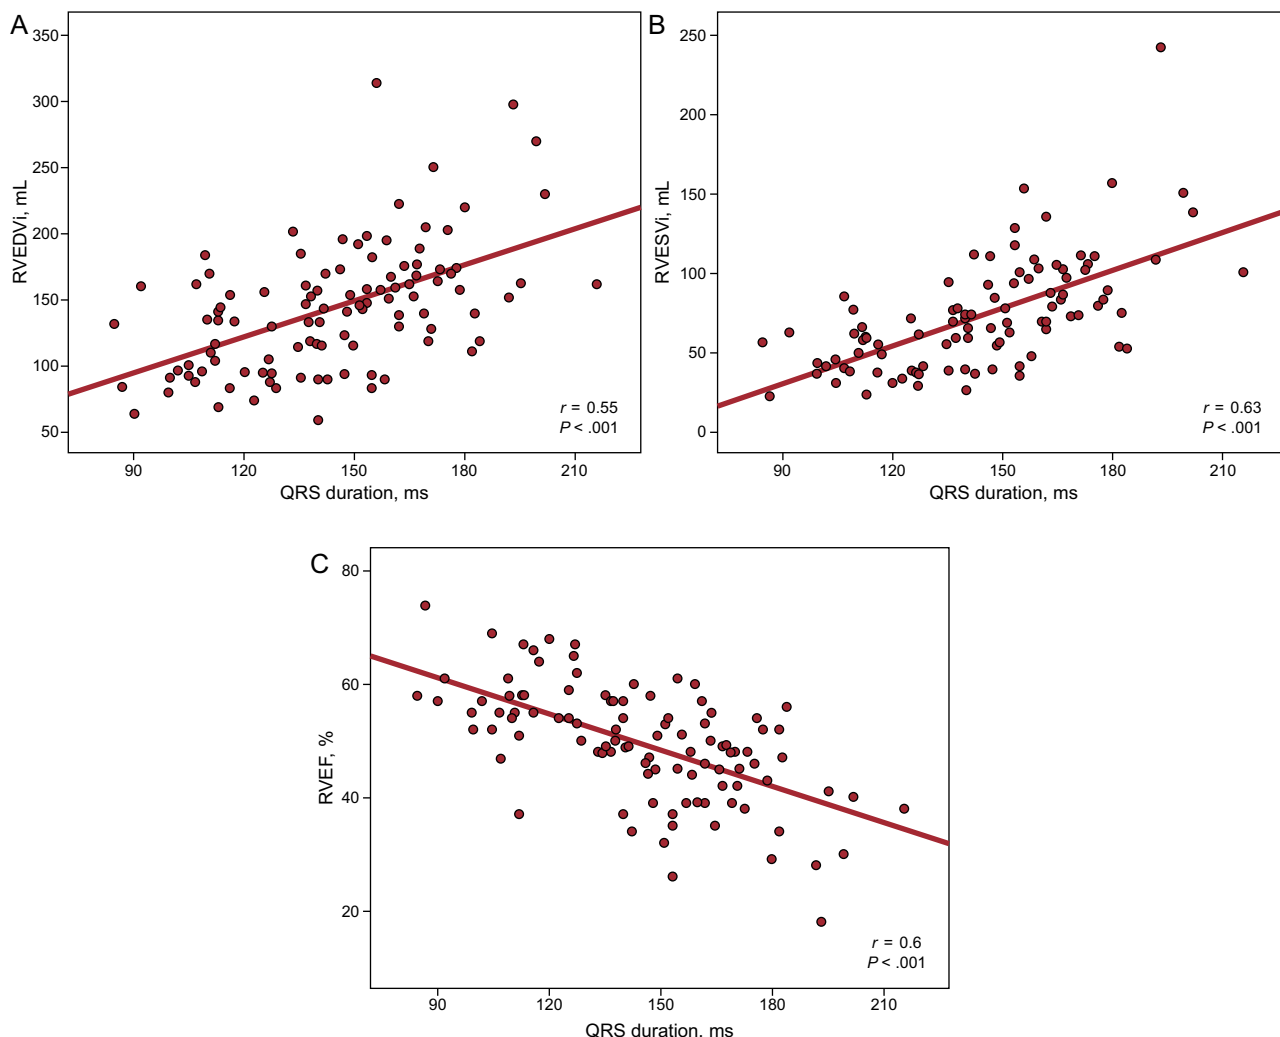 A
350
300
250
200
150
100
50
RVEDVi, mL
r = 0.55
P < .001
90 120 150 180 210
QRS duration, ms
B
250
200
150
100
50
0
RVESVi, mL
r = 0.63
P < .001
90 120 150 180 210
QRS duration, ms
C
80
60
40
20
RVEF, %
r = 0.6
P < .001
90 120 150 180 210
QRS duration, ms